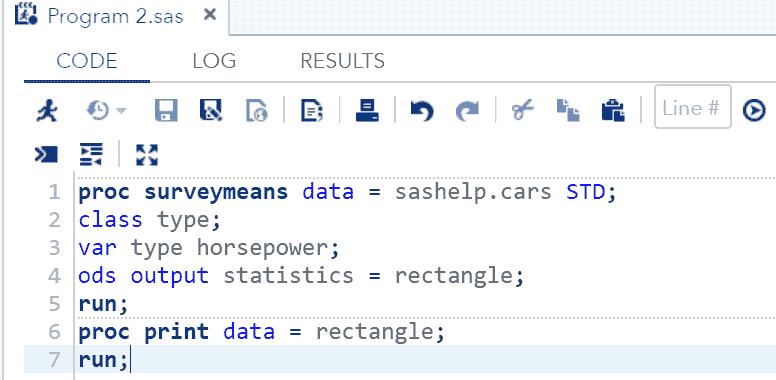 Program 2.sas ×
CODE LOG RESULTS
Line #
1 proc surveymeans data = sashelp.cars STD;
2 class type;
3 var type horsepower;
4 ods output statistics = rectangle;
5 run;
6 proc print data = rectangle;
7 run;